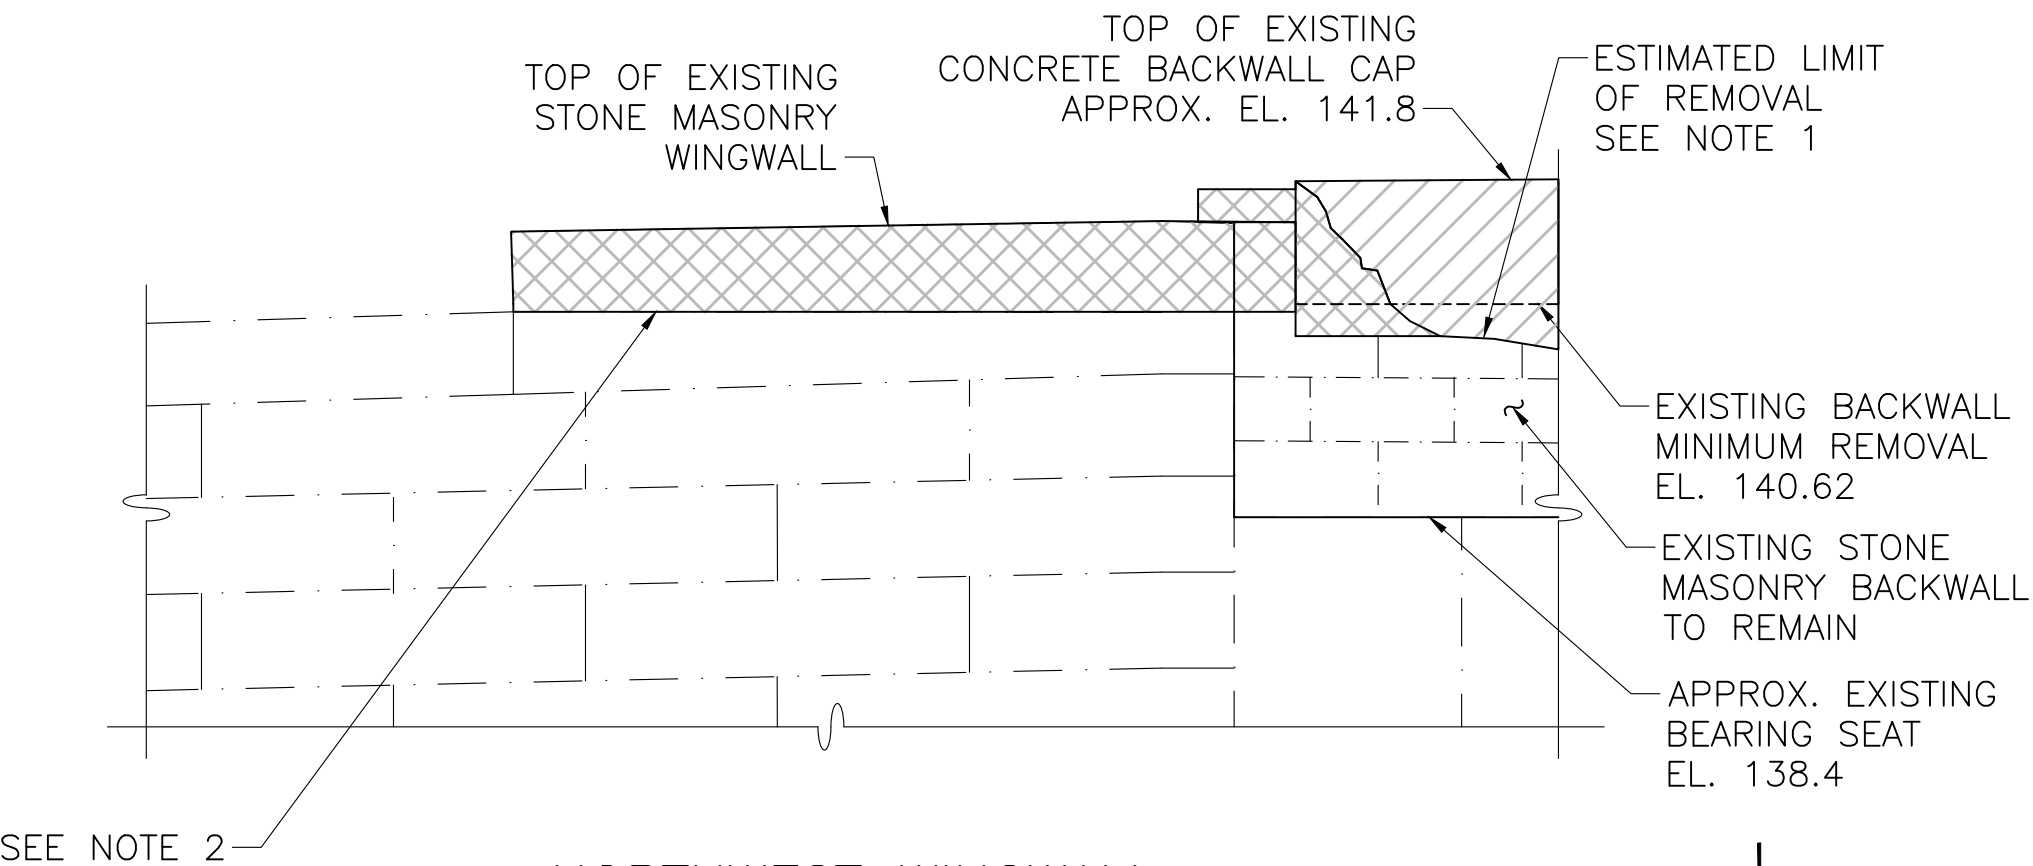 TOP OF EXISTING
CONCRETE BACKWALL CAP
APPROX. EL. 141.8
ESTIMATED LIMIT
OF REMOVAL
SEE NOTE 1
TOP OF EXISTING
STONE MASONRY
WINGWALL
EXISTING BACKWALL
MINIMUM REMOVAL
EL. 140.62
EXISTING STONE
MASONRY BACKWALL
TO REMAIN
APPROX. EXISTING
BEARING SEAT
EL. 138.4
SEE NOTE 2